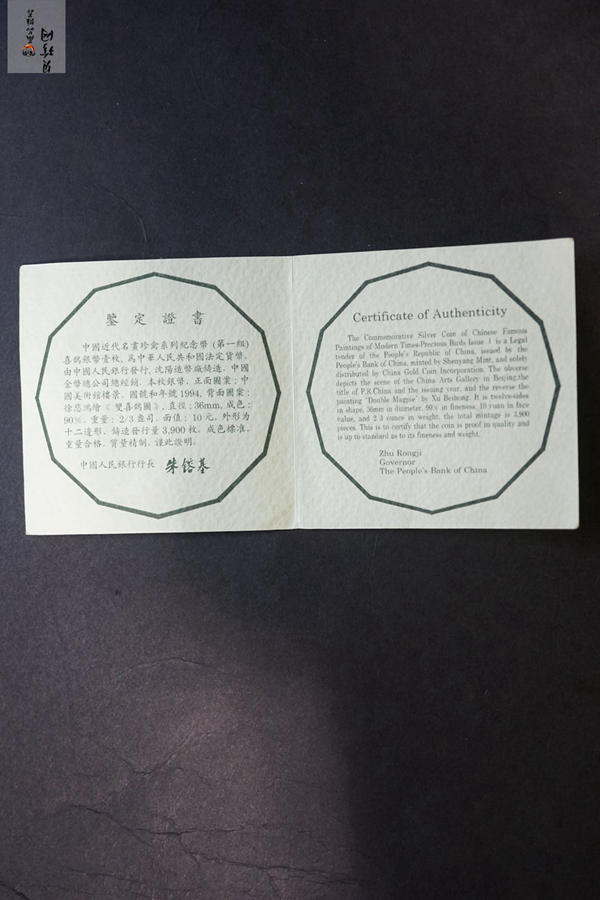 鑒定證書
中國近代名畫珍禽系列紀念幣(第一組)
喜鵲銀幣壹枚、為中華人民共和國法定貨幣、
由中國人民銀行發行、沈陽造幣廠鑄造、中國
金幣總公司總經銷。本枚銀幣、正面圖案:中
國美術館樓景、國號和年號1994,背面圖案:
徐悲鴻繪《雙喜鵲圖》,直徑:36mm,成色:
90%,重量:2/3盎司,面值:10元,外形為
十二邊形,鑄造發行量3,900枚。成色標準,
重量合格。質量精制,謹此證明。
中國人民銀行行長 朱鎔基
Certificate of Authenticity
The Commemorative Silver Coin of Chinese Famous
Paintings of Modern Times-Precious Birds Issue I is a Legal
tender of the People's Republic of China, issued by the
People's Bank of China, minted by Shenyang Mint, and solely
distributed by China Gold Coin Incorporation. The obverse
depicts the scene of the China Arts Gallery in Beijing,the
title of P.R.China and the issuing year, and the reverse the
painting "Double Magpie" by Xu Beihong. It is twelve-sides
in shape, 36mm in diameter, 90% in fineness, 10 yuan in face
value, and 2/3 ounce in weight, the total mintage is 3,900
pieces. This is to certify that the coin is proof in quality and
is up to standard as to its fineness and weight.
Zhu Rongji
Governor
The People's Bank of China